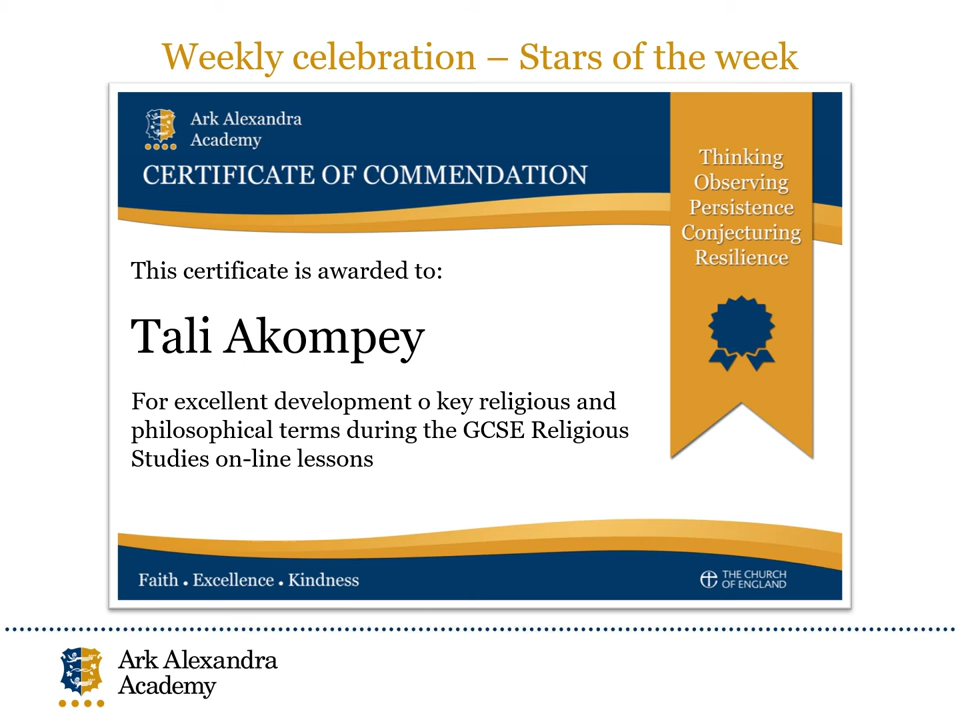 Weekly celebration – Stars of the week
Ark Alexandra
Academy
CERTIFICATE OF COMMENDATION
Thinking
Observing
Persistence
Conjecturing
Resilience
This certificate is awarded to:
Tali Akompey
For excellent development o key religious and
philosophical terms during the GCSE Religious
Studies on-line lessons
Faith • Excellence • Kindness
THE CHURCH
OF ENGLAND
Ark Alexandra
Academy